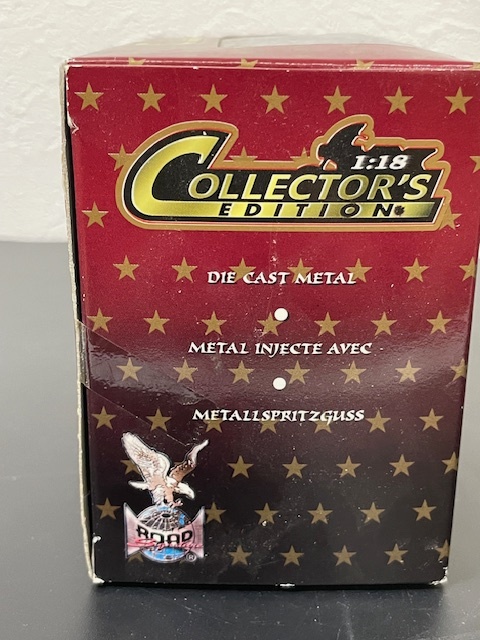 1:18
COLLECTOR'S
EDITION
DIE CAST METAL
METAL INJECTE AVEC
METALLSPRITZGUSS
ROAD
®